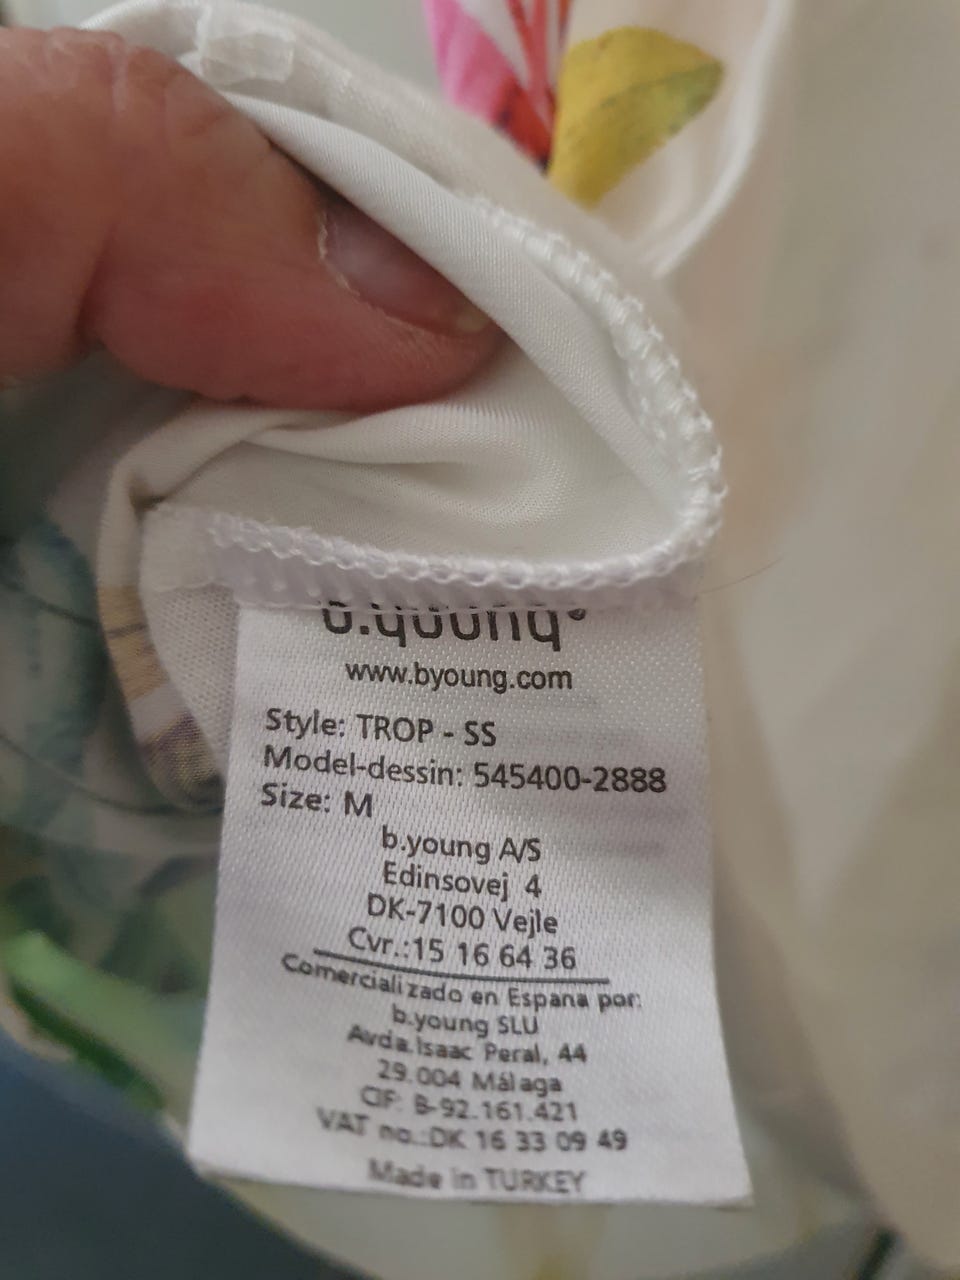 b.young®
www.byoung.com
Style: TROP - SS
Model-dessin: 545400-2888
Size: M
b.young A/S
Edinsovej 4
DK-7100 Vejle
Cvr.:15 16 64 36
Comercializado en Espana por:
b.young SLU
Avda.Isaac Peral, 44
29.004 Málaga
CIF: B-92.161.421
VAT no.:DK 16 33 09 49
Made in TURKEY